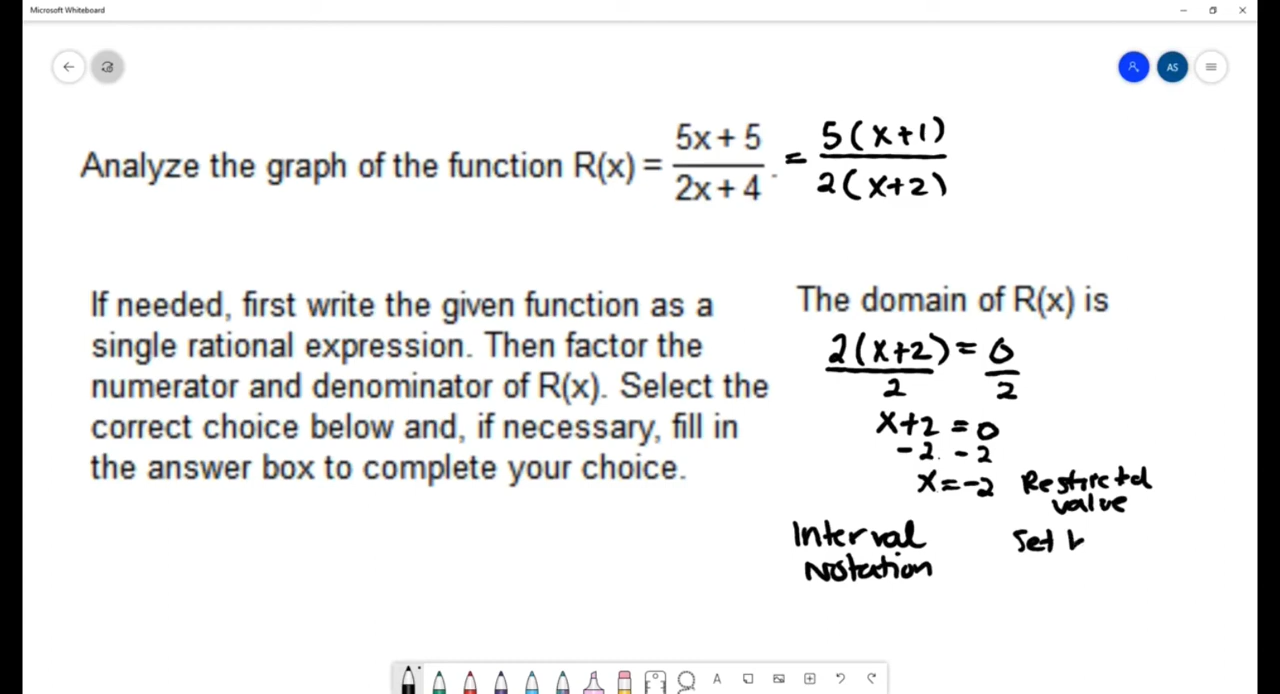 Microsoft Whiteboard
AS
Analyze the graph of the function R(x) = 5x + 5 / 2x + 4 . = 5(x+1) / 2(x+2)
If needed, first write the given function as a
single rational expression. Then factor the
numerator and denominator of R(x). Select the
correct choice below and, if necessary, fill in
the answer box to complete your choice.
The domain of R(x) is
2(x+2) / 2 = 0 / 2
x+2 = 0
-2. -2
x=-2 Restricted
value
Interval Set
Notation
A